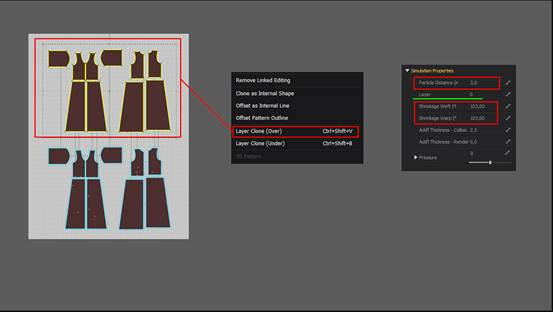 Remove Linked Editing
Clone as Internal Shape
Offset as Internal Line
Offset Pattern Outline
Layer Clone (Over) Ctrl+Shift+V
Layer Clone (Under) Ctrl+Shift+B
3D Pattern
Simulation Properties
Particle Distance (m 3,0
Layer 0
Shrinkage Weft (% 103,00
Shrinkage Warp (% 103,00
Add'l Thickness - Collisi 2,5
Add'l Thickness - Render 0,0
Pressure 0